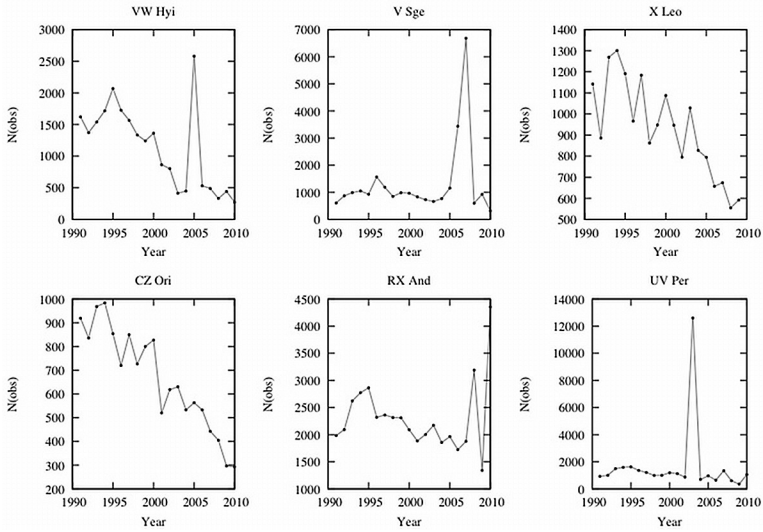 VW Hyi
3000
2500
2000
1500
1000
500
0
N(obs)
1990 1995 2000 2005 2010
Year
V Sge
7000
6000
5000
4000
3000
2000
1000
0
N(obs)
1990 1995 2000 2005 2010
Year
X Leo
1400
1300
1200
1100
1000
900
800
700
600
500
N(obs)
1990 1995 2000 2005 2010
Year
CZ Ori
1000
900
800
700
600
500
400
300
200
N(obs)
1990 1995 2000 2005 2010
Year
RX And
4500
4000
3500
3000
2500
2000
1500
1000
N(obs)
1990 1995 2000 2005 2010
Year
UV Per
14000
12000
10000
8000
6000
4000
2000
0
N(obs)
1990 1995 2000 2005 2010
Year